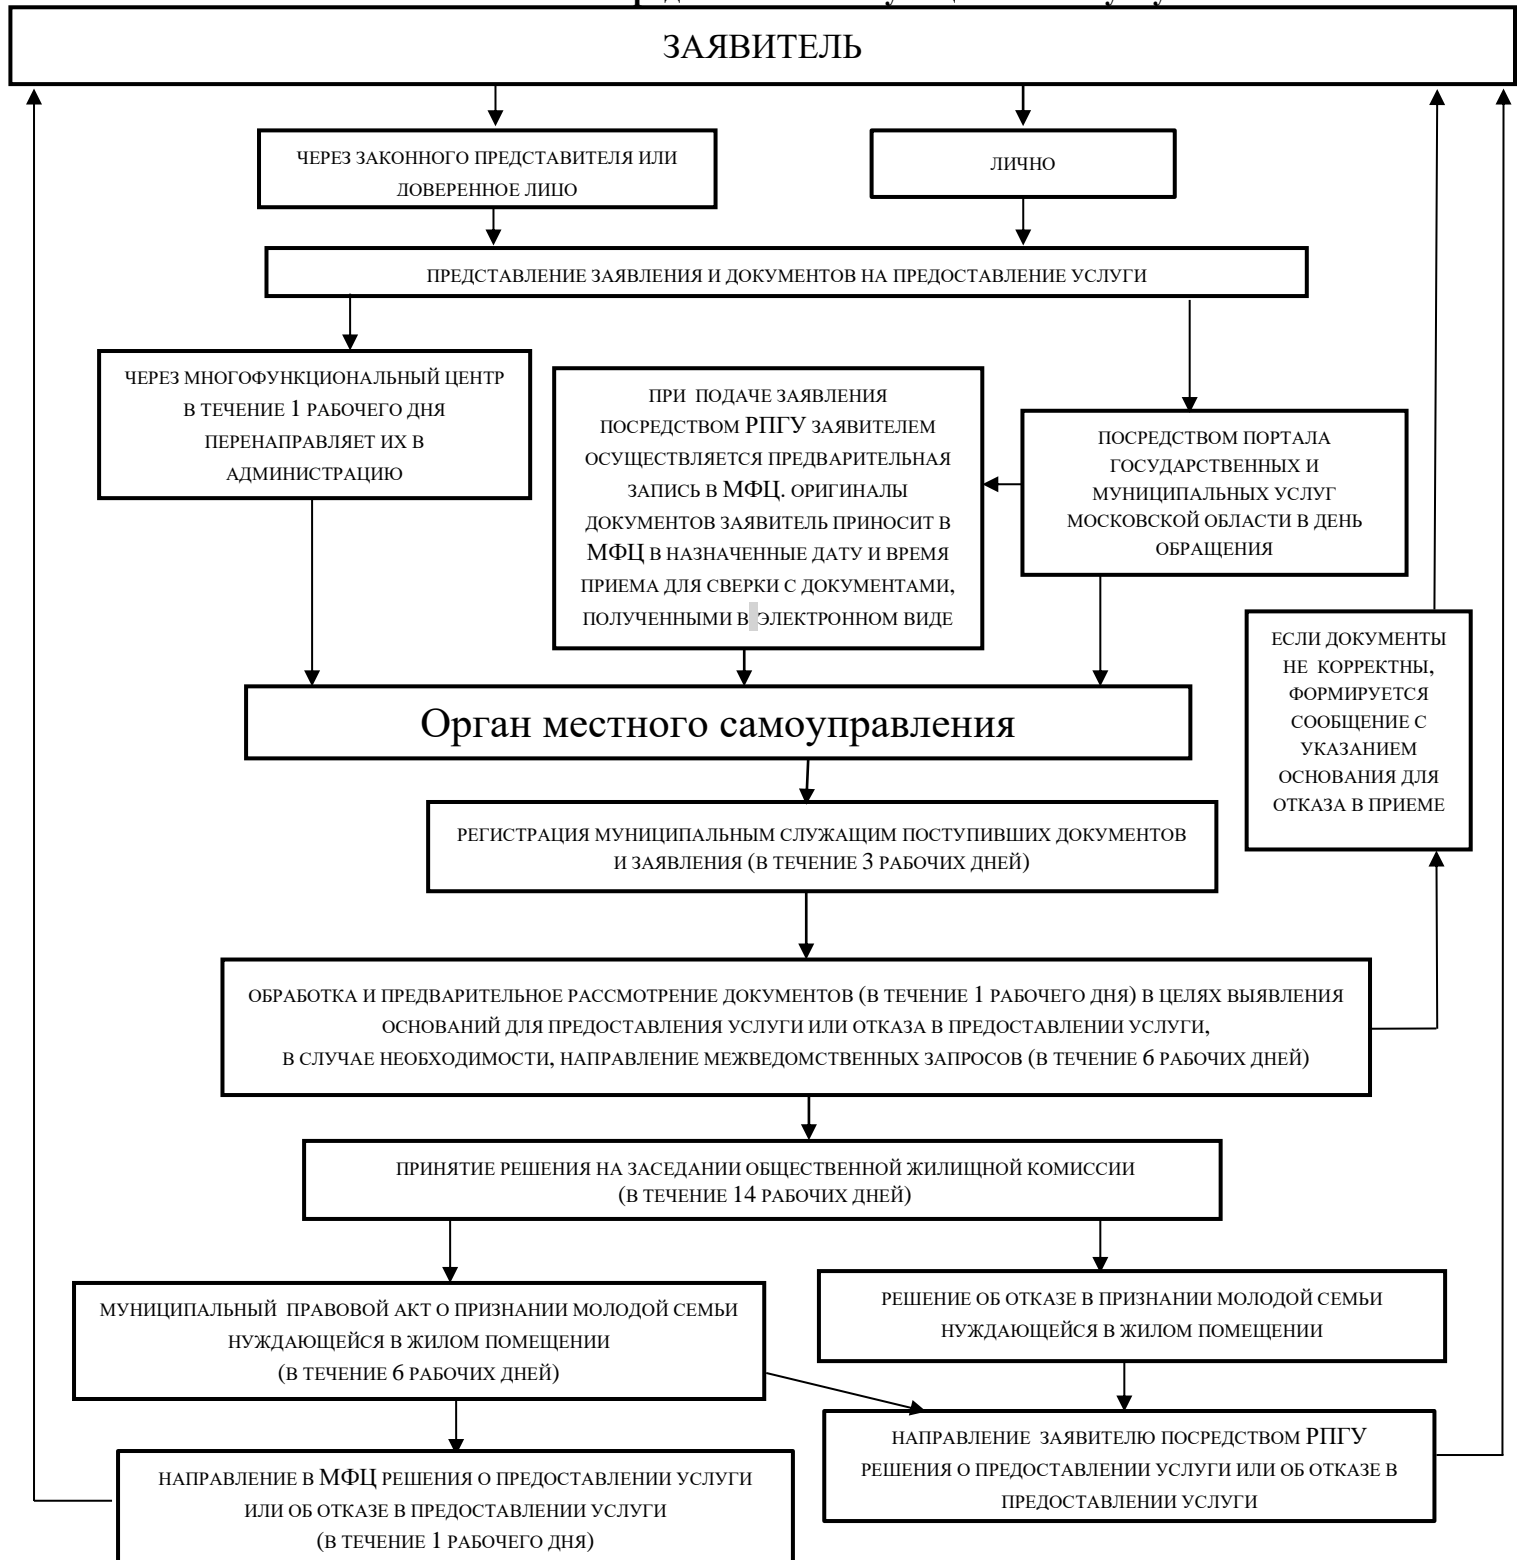 ЗАЯВИТЕЛЬ
ЧЕРЕЗ ЗАКОННОГО ПРЕДСТАВИТЕЛЯ ИЛИ
ДОВЕРЕННОЕ ЛИЦО
ЛИЧНО
ПРЕДСТАВЛЕНИЕ ЗАЯВЛЕНИЯ И ДОКУМЕНТОВ НА ПРЕДОСТАВЛЕНИЕ УСЛУГИ
ЧЕРЕЗ МНОГОФУНКЦИОНАЛЬНЫЙ ЦЕНТР
В ТЕЧЕНИЕ 1 РАБОЧЕГО ДНЯ
ПЕРЕНАПРАВЛЯЕТ ИХ В
АДМИНИСТРАЦИЮ
ПРИ ПОДАЧЕ ЗАЯВЛЕНИЯ
ПОСРЕДСТВОМ РПГУ ЗАЯВИТЕЛЕМ
ОСУЩЕСТВЛЯЕТСЯ ПРЕДВАРИТЕЛЬНАЯ
ЗАПИСЬ В МФЦ. ОРИГИНАЛЫ
ДОКУМЕНТОВ ЗАЯВИТЕЛЬ ПРИНОСИТ В
МФЦ В НАЗНАЧЕННЫЕ ДАТУ И ВРЕМЯ
ПРИЕМА ДЛЯ СВЕРКИ С ДОКУМЕНТАМИ,
ПОЛУЧЕННЫМИ В ЭЛЕКТРОННОМ ВИДЕ
ПОСРЕДСТВОМ ПОРТАЛА
ГОСУДАРСТВЕННЫХ И
МУНИЦИПАЛЬНЫХ УСЛУГ
МОСКОВСКОЙ ОБЛАСТИ В ДЕНЬ
ОБРАЩЕНИЯ
ЕСЛИ ДОКУМЕНТЫ
НЕ КОРРЕКТНЫ,
ФОРМИРУЕТСЯ
СООБЩЕНИЕ С
УКАЗАНИЕМ
ОСНОВАНИЯ ДЛЯ
ОТКАЗА В ПРИЕМЕ
Орган местного самоуправления
РЕГИСТРАЦИЯ МУНИЦИПАЛЬНЫМ СЛУЖАЩИМ ПОСТУПИВШИХ ДОКУМЕНТОВ
И ЗАЯВЛЕНИЯ (В ТЕЧЕНИЕ 3 РАБОЧИХ ДНЕЙ)
ОБРАБОТКА И ПРЕДВАРИТЕЛЬНОЕ РАССМОТРЕНИЕ ДОКУМЕНТОВ (В ТЕЧЕНИЕ 1 РАБОЧЕГО ДНЯ) В ЦЕЛЯХ ВЫЯВЛЕНИЯ
ОСНОВАНИЙ ДЛЯ ПРЕДОСТАВЛЕНИЯ УСЛУГИ ИЛИ ОТКАЗА В ПРЕДОСТАВЛЕНИИ УСЛУГИ,
В СЛУЧАЕ НЕОБХОДИМОСТИ, НАПРАВЛЕНИЕ МЕЖВЕДОМСТВЕННЫХ ЗАПРОСОВ (В ТЕЧЕНИЕ 6 РАБОЧИХ ДНЕЙ)
ПРИНЯТИЕ РЕШЕНИЯ НА ЗАСЕДАНИИ ОБЩЕСТВЕННОЙ ЖИЛИЩНОЙ КОМИССИИ
(В ТЕЧЕНИЕ 14 РАБОЧИХ ДНЕЙ)
МУНИЦИПАЛЬНЫЙ ПРАВОВОЙ АКТ О ПРИЗНАНИИ МОЛОДОЙ СЕМЬИ
НУЖДАЮЩЕЙСЯ В ЖИЛОМ ПОМЕЩЕНИИ
(В ТЕЧЕНИЕ 6 РАБОЧИХ ДНЕЙ)
РЕШЕНИЕ ОБ ОТКАЗЕ В ПРИЗНАНИИ МОЛОДОЙ СЕМЬИ
НУЖДАЮЩЕЙСЯ В ЖИЛОМ ПОМЕЩЕНИИ
НАПРАВЛЕНИЕ В МФЦ РЕШЕНИЯ О ПРЕДОСТАВЛЕНИИ УСЛУГИ
ИЛИ ОБ ОТКАЗЕ В ПРЕДОСТАВЛЕНИИ УСЛУГИ
(В ТЕЧЕНИЕ 1 РАБОЧЕГО ДНЯ)
НАПРАВЛЕНИЕ ЗАЯВИТЕЛЮ ПОСРЕДСТВОМ РПГУ
РЕШЕНИЯ О ПРЕДОСТАВЛЕНИИ УСЛУГИ ИЛИ ОБ ОТКАЗЕ В
ПРЕДОСТАВЛЕНИИ УСЛУГИ